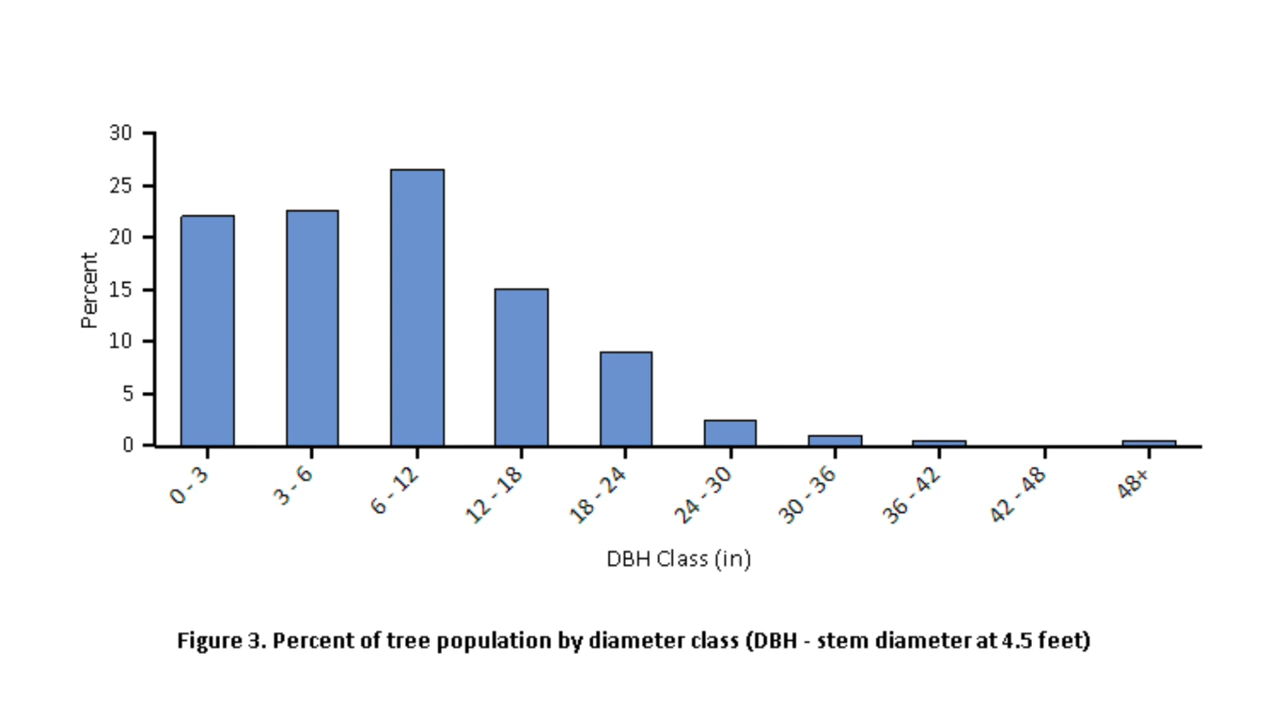 30
25
20
15
10
5
0
Percent
0 - 3
3 - 6
6 - 12
12 - 18
18 - 24
24 - 30
30 - 36
36 - 42
42 - 48
48+
DBH Class (in)
Figure 3. Percent of tree population by diameter class (DBH - stem diameter at 4.5 feet)